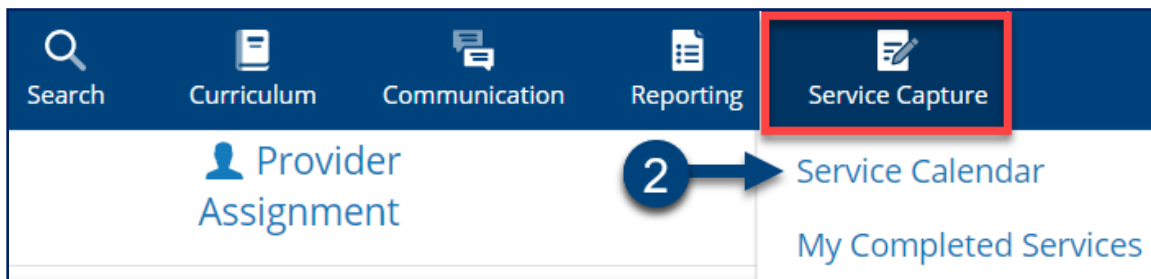 Search Curriculum Communication Reporting Service Capture
Provider
Assignment
2
Service Calendar
My Completed Services